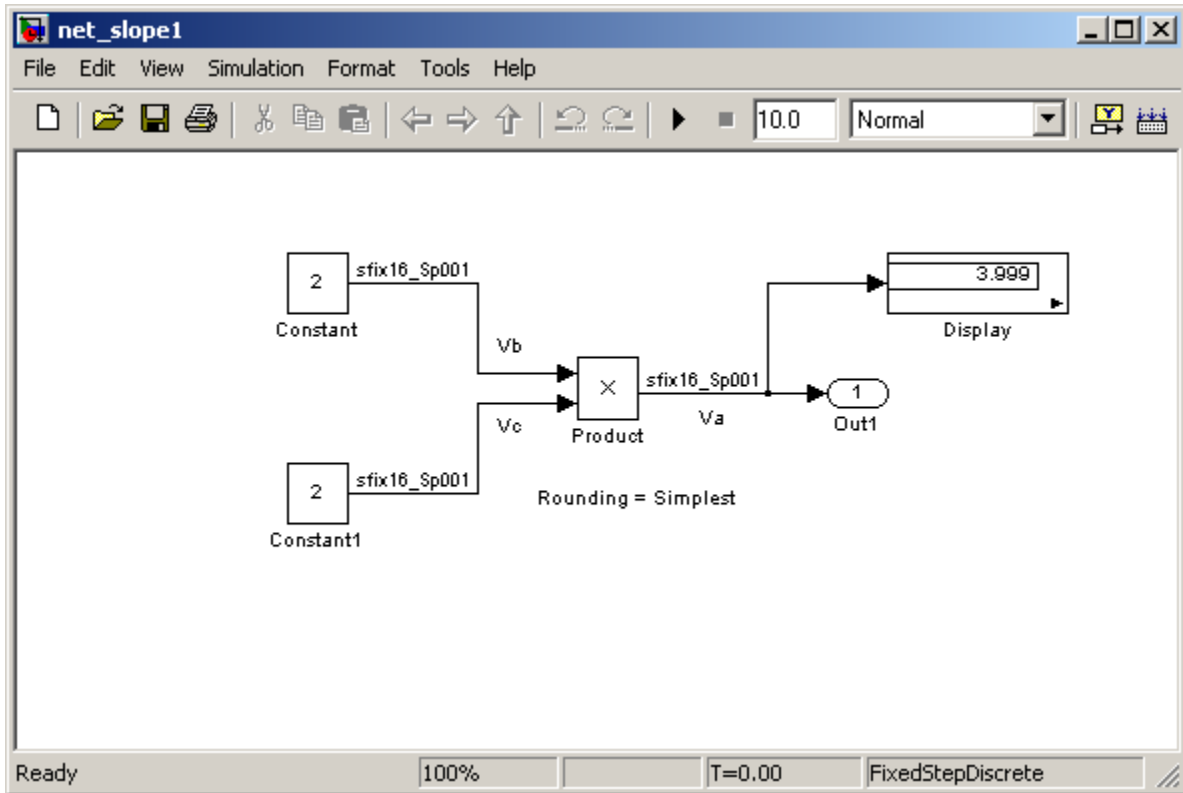 net_slope1
File Edit View Simulation Format Tools Help
10.0 Normal
2
sfix16_Sp001
Constant
Vb
3.999
Display
×
sfix16_Sp001
Va
Product
1
Out1
Vc
2
sfix16_Sp001
Constant1
Rounding = Simplest
Ready 100% T=0.00 FixedStepDiscrete